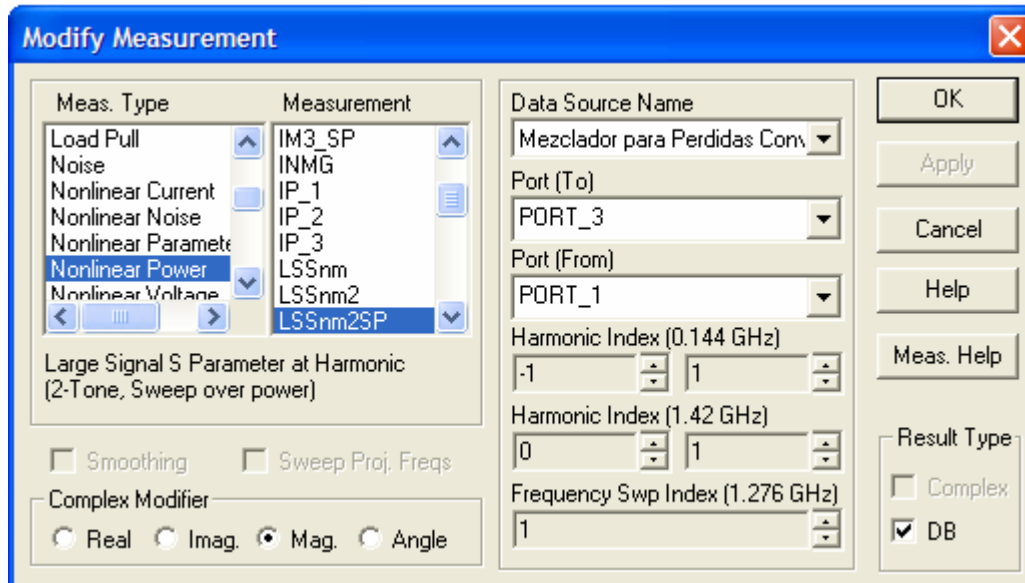 Modify Measurement
Meas. Type
Measurement
Load Pull
Noise
Nonlinear Current
Nonlinear Noise
Nonlinear Paramete
Nonlinear Power
Nonlinear Voltage
IM3_SP
INMG
IP_1
IP_2
IP_3
LSSnm
LSSnm2
LSSnm2SP
Large Signal S Parameter at Harmonic
(2-Tone, Sweep over power)
Smoothing
Sweep Proj. Freqs
Complex Modifier
Real
Imag.
Mag.
Angle
Data Source Name
Mezclador para Perdidas Conv
Port (To)
PORT_3
Port (From)
PORT_1
Harmonic Index (0.144 GHz)
-1
1
Harmonic Index (1.42 GHz)
0
1
Frequency Swp Index (1.276 GHz)
1
OK
Apply
Cancel
Help
Meas. Help
Result Type
Complex
DB